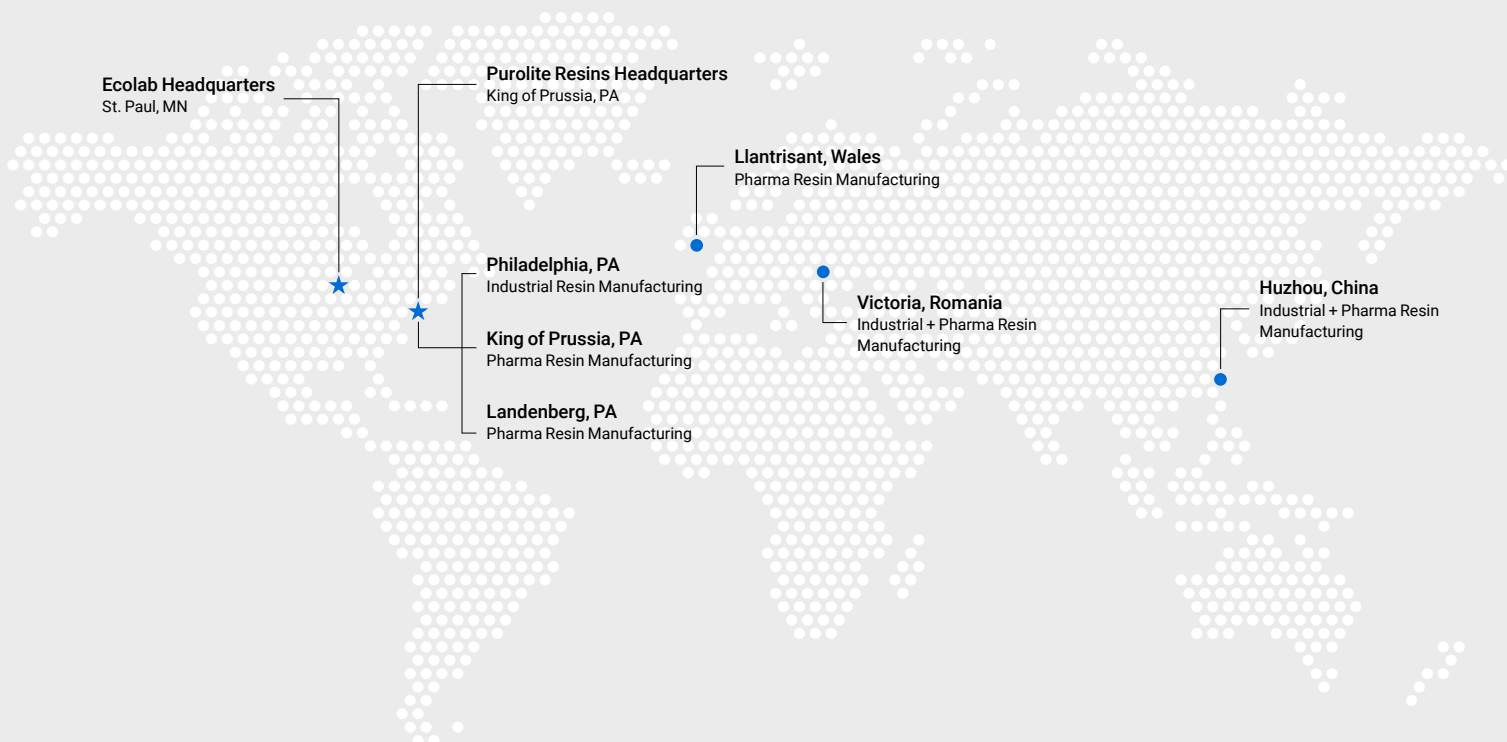 Ecolab Headquarters
St. Paul, MN
Purolite Resins Headquarters
King of Prussia, PA
Llantrisant, Wales
Pharma Resin Manufacturing
Philadelphia, PA
Industrial Resin Manufacturing
King of Prussia, PA
Pharma Resin Manufacturing
Landenberg, PA
Pharma Resin Manufacturing
Victoria, Romania
Industrial + Pharma Resin
Manufacturing
Huzhou, China
Industrial + Pharma Resin
Manufacturing